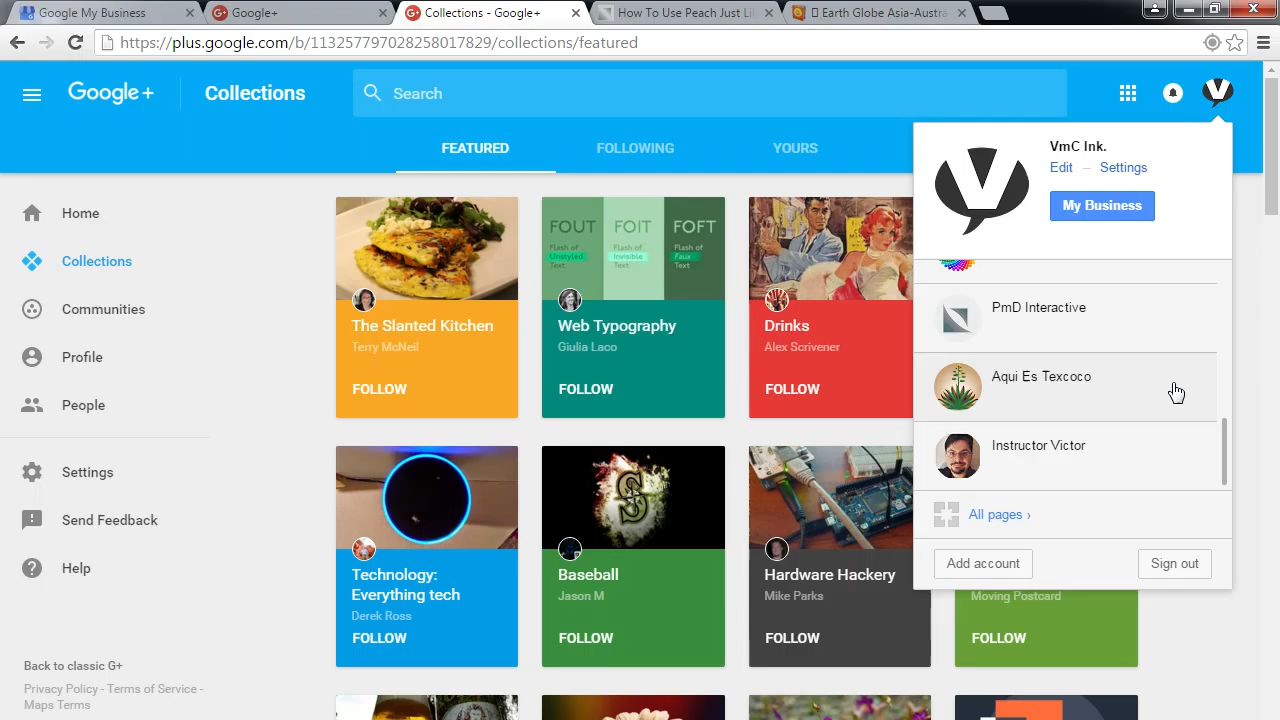 Google My Business
Google+
Collections - Google+
How To Use Peach Just Li
Earth Globe Asia-Austra
https://plus.google.com/b/113257797028258017829/collections/featured
Google+
Collections
Search
FEATURED
FOLLOWING
YOURS
VmC Ink.
Edit – Settings
My Business
PmD Interactive
Aqui Es Texcoco
Instructor Victor
All pages ›
Add account
Sign out
Home
Collections
Communities
Profile
People
Settings
Send Feedback
Help
Back to classic G+
Privacy Policy - Terms of Service -
Maps Terms
The Slanted Kitchen
Terry McNeil
FOLLOW
FOUT
Flash of
Unstyled
Text
FOIT
Flash of
Invisible
Text
FOFT
Flash of
Faux
Text
Web Typography
Giulia Laco
FOLLOW
Drinks
Alex Scrivener
FOLLOW
Technology:
Everything tech
Derek Ross
FOLLOW
Baseball
Jason M
FOLLOW
Hardware Hackery
Mike Parks
FOLLOW
Moving Postcard
FOLLOW